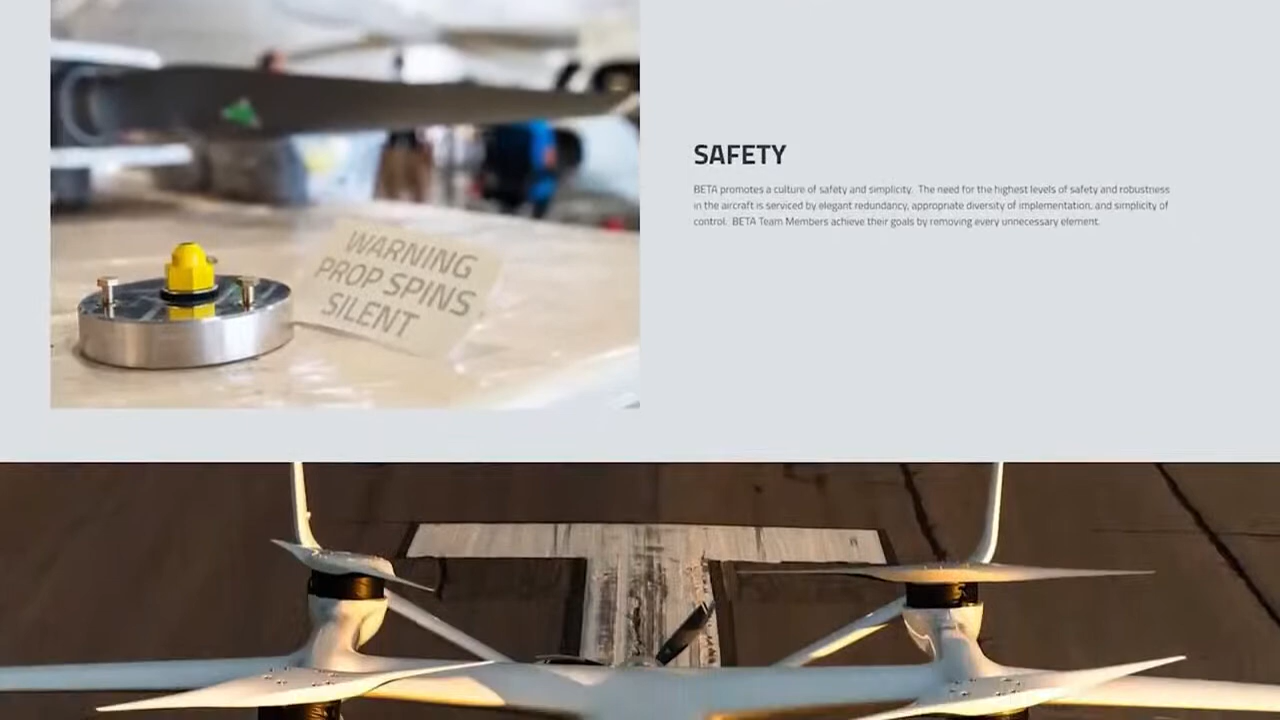 WARNING
PROP SPINS
SILENT
SAFETY
BETA promotes a culture of safety and simplicity. The need for the highest levels of safety and robustness
in the aircraft is serviced by elegant redundancy, appropriate diversity of implementation, and simplicity of
control. BETA Team Members achieve their goals by removing every unnecessary element.